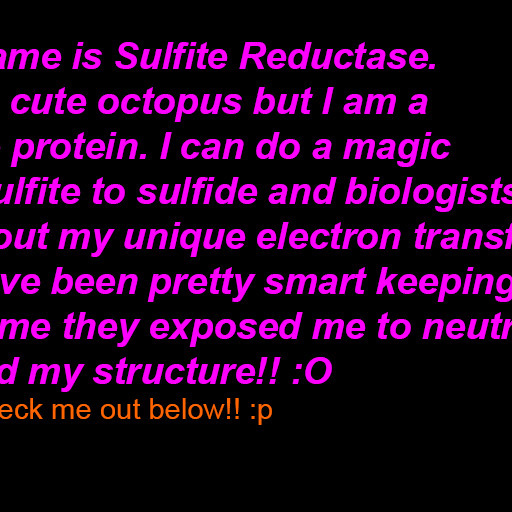 ame is Sulfite Reductase.
cute octopus but I am a
protein. I can do a magic
ulfite to sulfide and biologists
out my unique electron transf
ve been pretty smart keeping
me they exposed me to neutr
d my structure!! :O
eck me out below!! :p